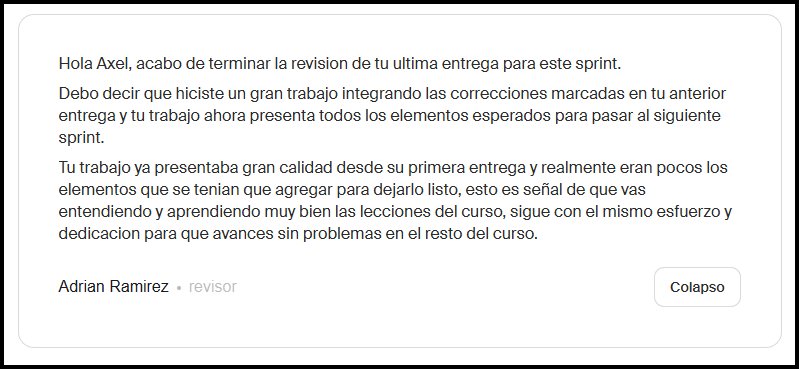 Hola Axel, acabo de terminar la revision de tu ultima entrega para este sprint.
Debo decir que hiciste un gran trabajo integrando las correcciones marcadas en tu anterior
entrega y tu trabajo ahora presenta todos los elementos esperados para pasar al siguiente
sprint.
Tu trabajo ya presentaba gran calidad desde su primera entrega y realmente eran pocos los
elementos que se tenian que agregar para dejarlo listo, esto es señal de que vas
entendiendo y aprendiendo muy bien las lecciones del curso, sigue con el mismo esfuerzo y
dedicacion para que avances sin problemas en el resto del curso.
Adrian Ramirez • revisor
Colapso